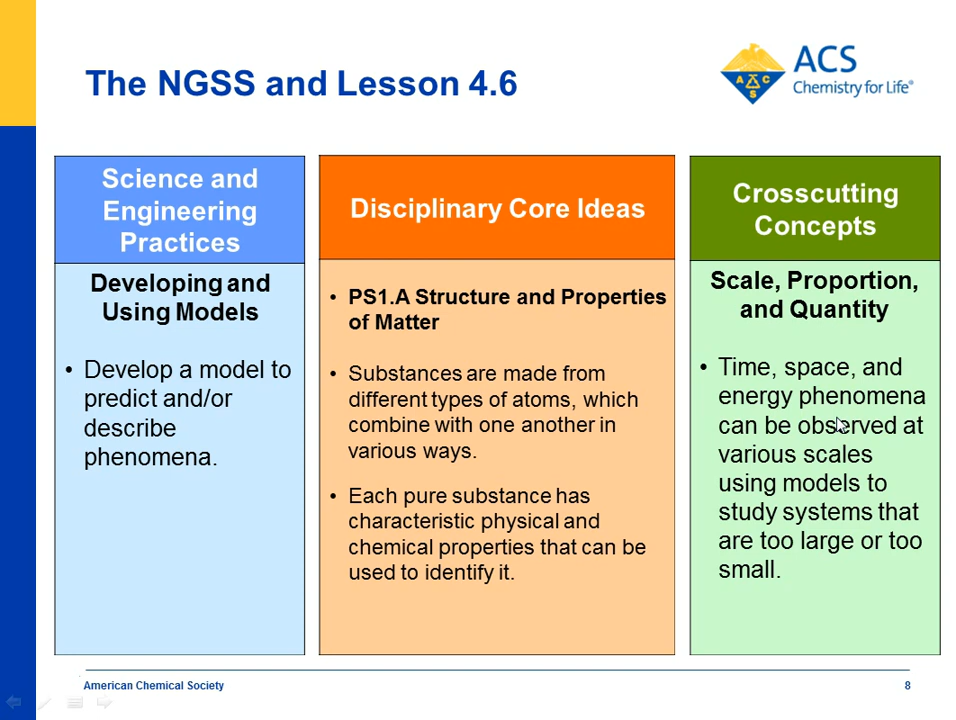 The NGSS and Lesson 4.6
ACS
Chemistry for Life®
A C S
Science and
Engineering
Practices
Developing and
Using Models
• Develop a model to
predict and/or
describe
phenomena.
Disciplinary Core Ideas
• PS1.A Structure and Properties
of Matter
• Substances are made from
different types of atoms, which
combine with one another in
various ways.
• Each pure substance has
characteristic physical and
chemical properties that can be
used to identify it.
Crosscutting
Concepts
Scale, Proportion,
and Quantity
• Time, space, and
energy phenomena
can be observed at
various scales
using models to
study systems that
are too large or too
small.
American Chemical Society
8